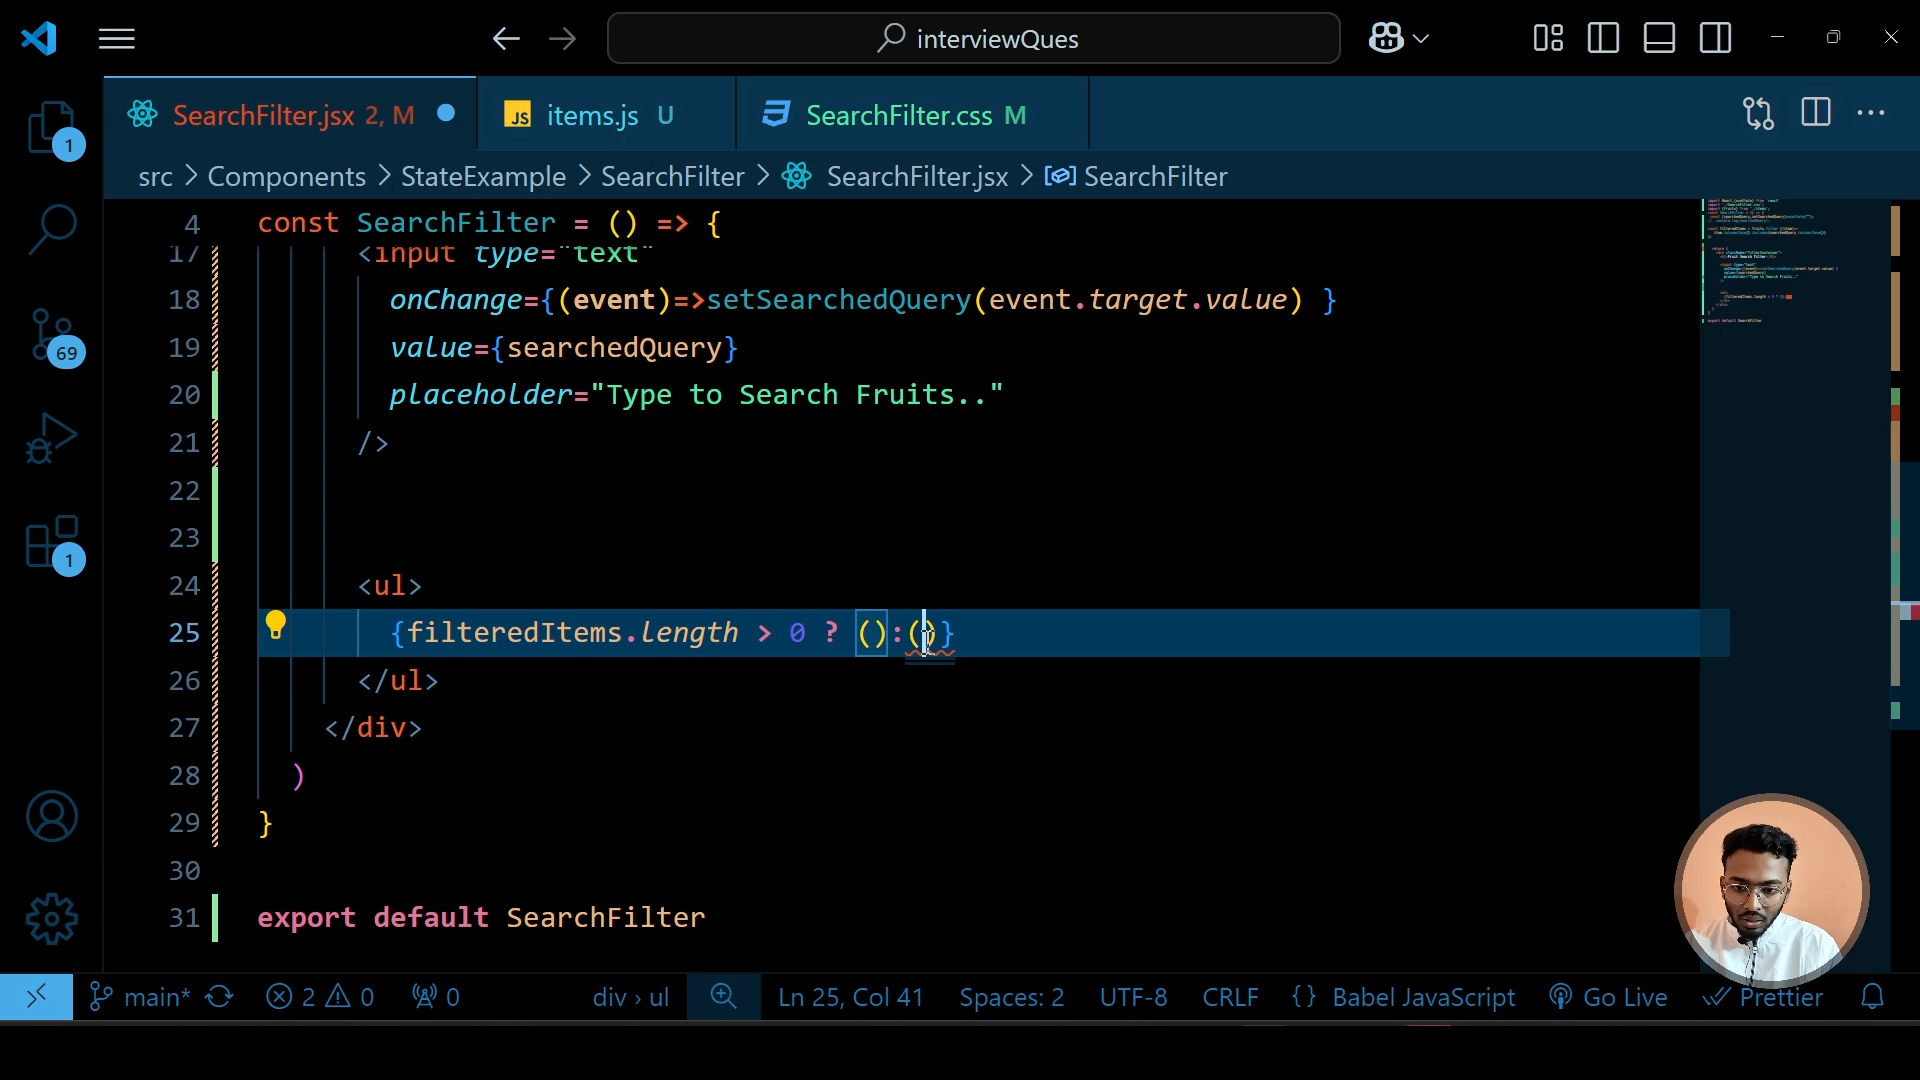 interviewQues
SearchFilter.jsx 2, M
JS items.js U
SearchFilter.css M
1
src > Components > StateExample > SearchFilter > SearchFilter.jsx > SearchFilter
4 const SearchFilter = () => {
17 <input type="text"
18 onChange={(event)=>setSearchedQuery(event.target.value) }
19 value={searchedQuery}
69
20 placeholder="Type to Search Fruits.."
21 />
22
23
1
24 <ul>
25 {filteredItems.length > 0 ? ():()}
26 </ul>
27 </div>
28 )
29 }
30
31 export default SearchFilter
main* 2 0 0 div › ul Ln 25, Col 41 Spaces: 2 UTF-8 CRLF {} Babel JavaScript Go Live Prettier